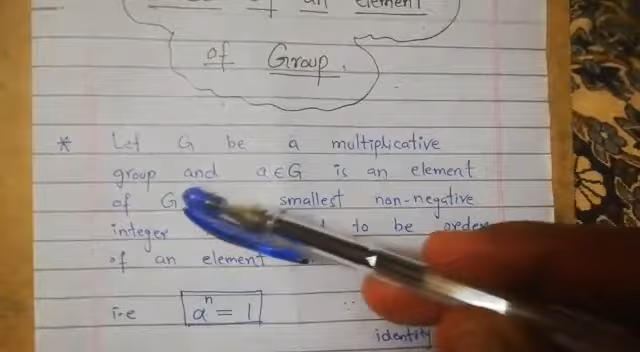 of an element
of Group.
* Let G be a multiplicative
group and a∈G is an element
of G smallest non-negative
integer to be order
of an element
i.e aⁿ = 1 ∵
identity